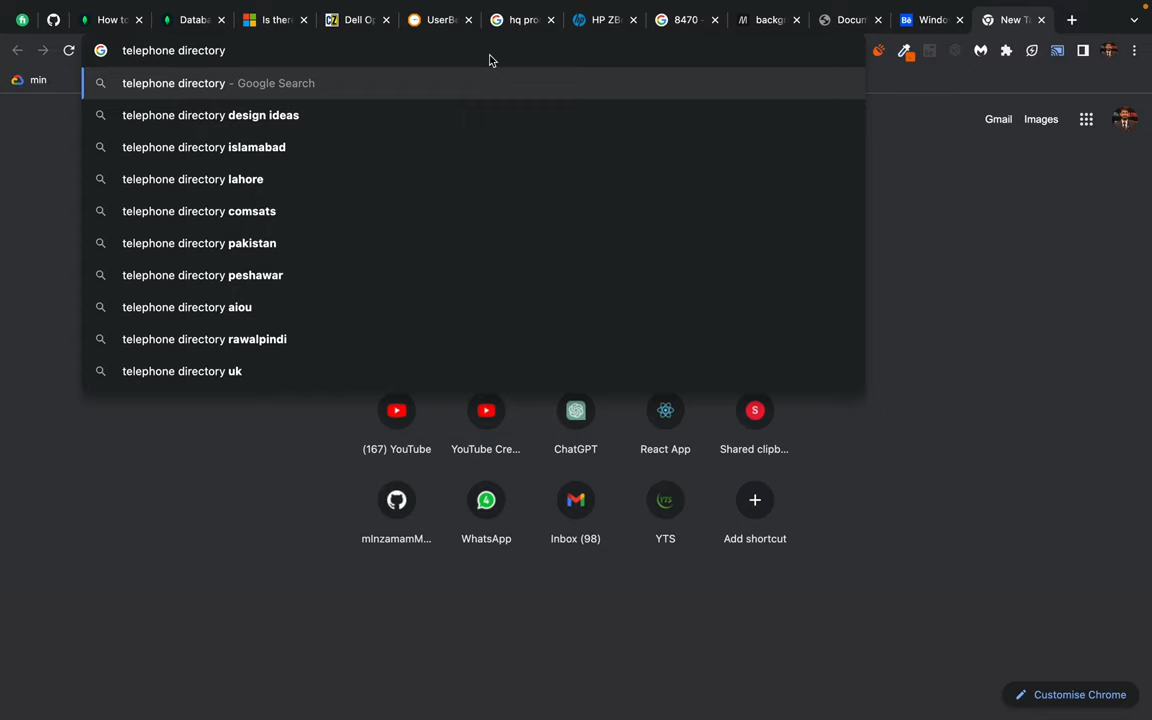 How to
Databa
Is there
Dell Op
UserBe
hq pro
HP ZBo
8470 -
backg
Docum
Windo
New Ta
telephone directory
min
telephone directory - Google Search
telephone directory design ideas
telephone directory islamabad
telephone directory lahore
telephone directory comsats
telephone directory pakistan
telephone directory peshawar
telephone directory aiou
telephone directory rawalpindi
telephone directory uk
Gmail Images
(167) YouTube
YouTube Cre...
ChatGPT
React App
Shared clipb...
mInzamamM...
WhatsApp
Inbox (98)
YTS
Add shortcut
Customise Chrome